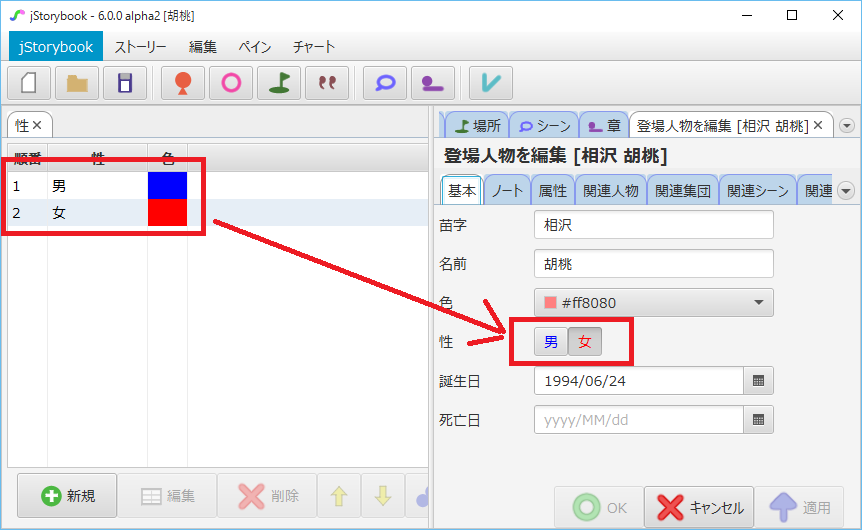 jStorybook - 6.0.0 alpha2 [胡桃]
jStorybook ストーリー 編集 ペイン チャート
性
順番 性 色
1 男
2 女
新規 編集 削除
場所 シーン 章 登場人物を編集 [相沢 胡桃]
登場人物を編集 [相沢 胡桃]
基本 ノート 属性 関連人物 関連集団 関連シーン 関連
苗字 相沢
名前 胡桃
色 #ff8080
性 男 女
誕生日 1994/06/24
死亡日 yyyy/MM/dd
OK キャンセル 適用